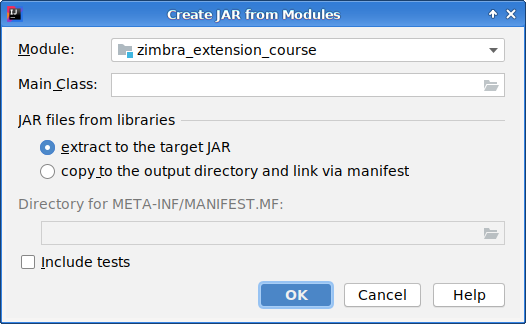 Create JAR from Modules
Module: zimbra_extension_course
Main Class:
JAR files from libraries
extract to the target JAR
copy to the output directory and link via manifest
Directory for META-INF/MANIFEST.MF:
Include tests
OK Cancel Help